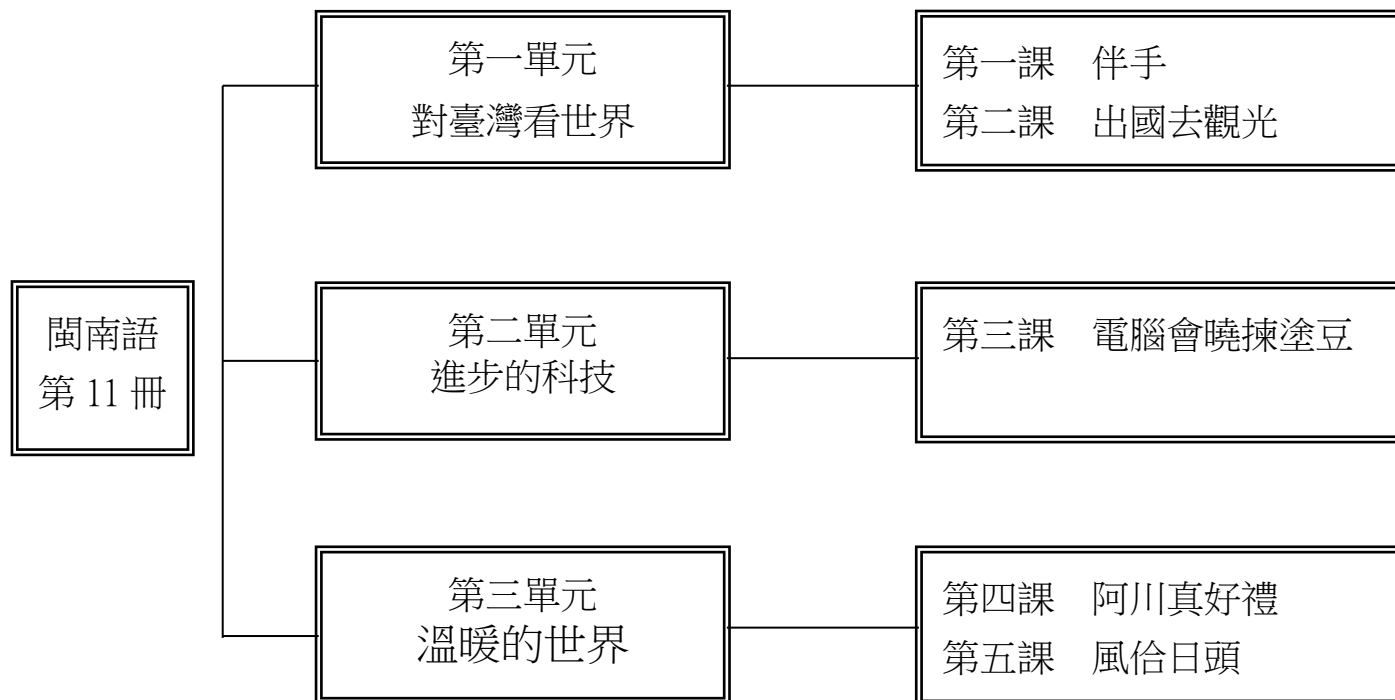 閩南語
第 11 冊
第一單元
對臺灣看世界
第一課　伴手
第二課　出國去觀光
第二單元
進步的科技
第三課　電腦會曉揀塗豆
第三單元
溫暖的世界
第四課　阿川真好禮
第五課　風佮日頭